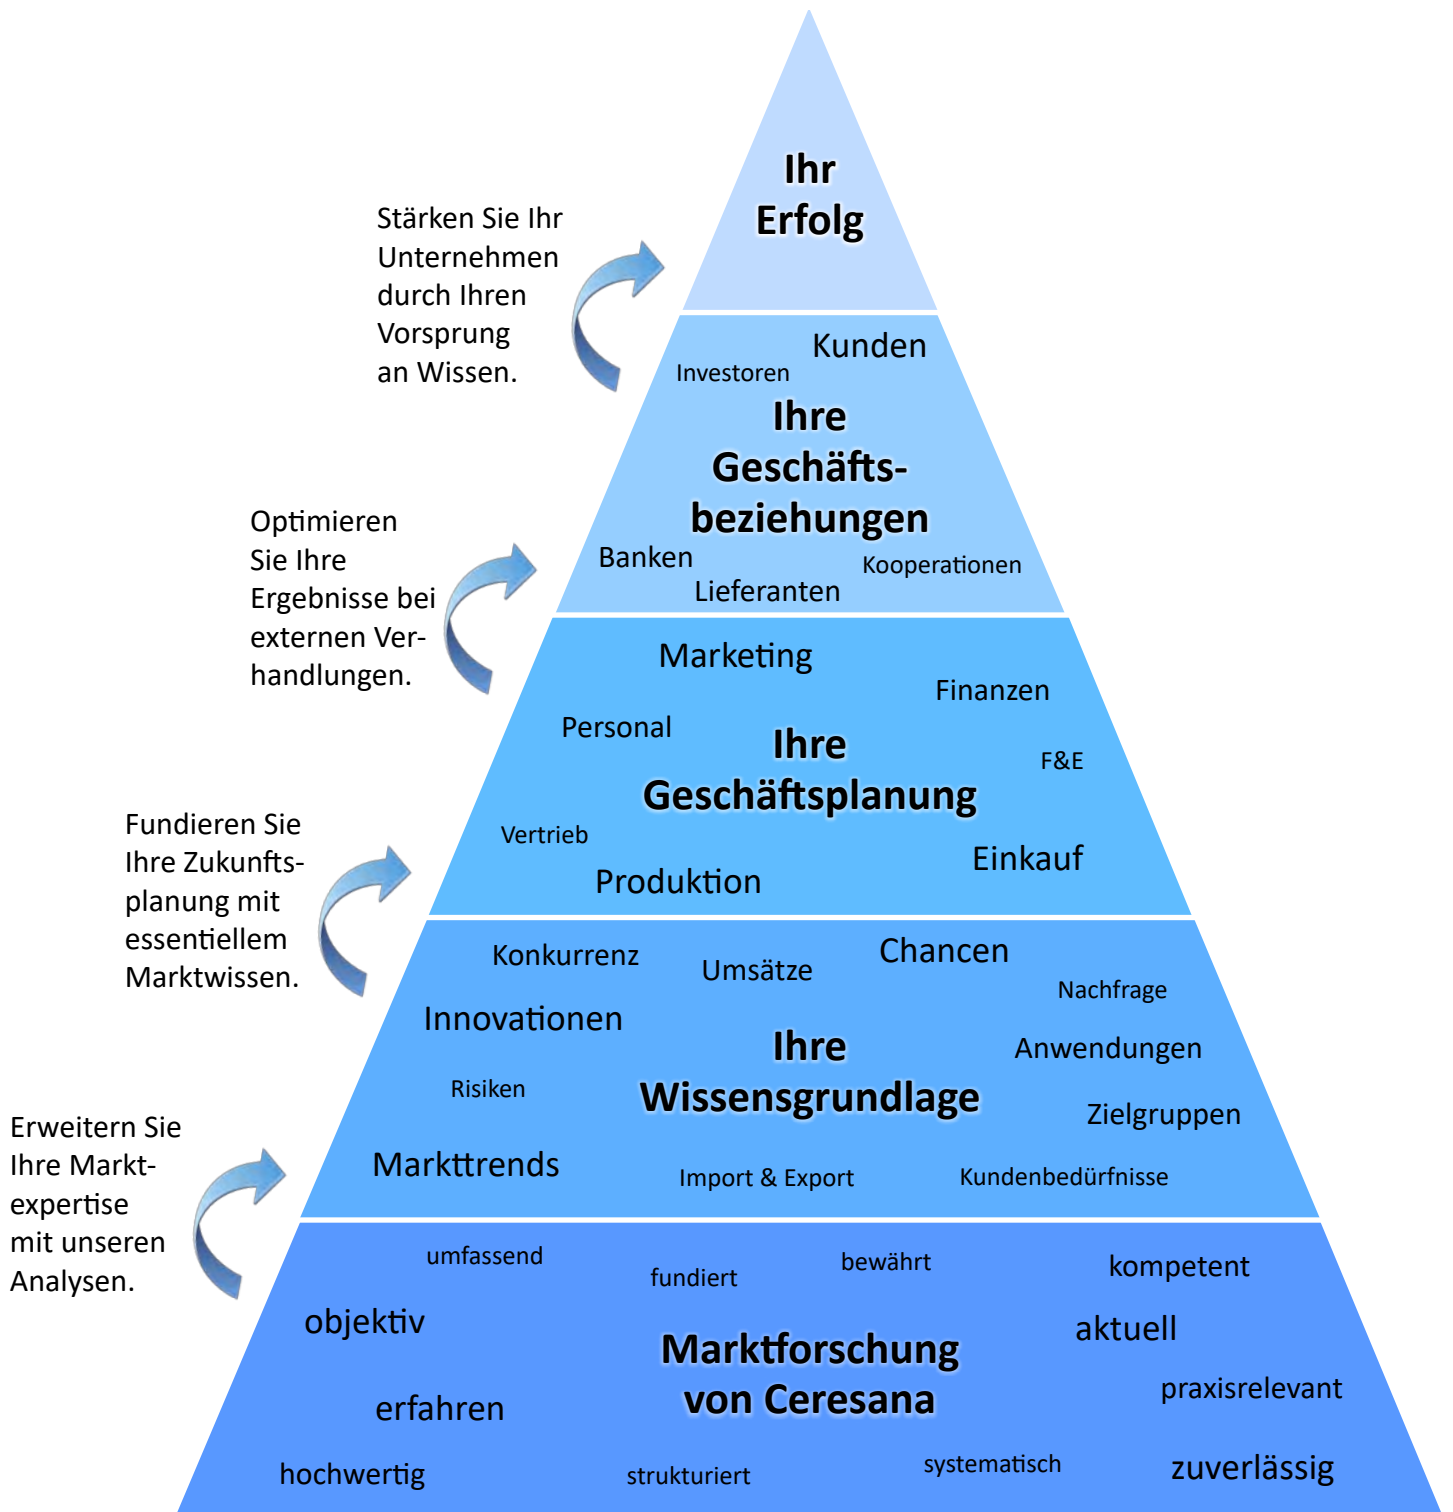 Ihr
Erfolg
Stärken Sie Ihr
Unternehmen
durch Ihren
Vorsprung
an Wissen.
Kunden
Investoren
Ihre
Geschäfts-
beziehungen
Banken
Kooperationen
Lieferanten
Optimieren
Sie Ihre
Ergebnisse bei
externen Ver-
handlungen.
Marketing
Finanzen
Personal
Ihre
Geschäftsplanung
F&E
Vertrieb
Einkauf
Produktion
Fundieren Sie
Ihre Zukunfts-
planung mit
essentiellem
Marktwissen.
Konkurrenz
Umsätze
Chancen
Nachfrage
Innovationen
Ihre
Wissensgrundlage
Anwendungen
Risiken
Zielgruppen
Markttrends
Import & Export
Kundenbedürfnisse
Erweitern Sie
Ihre Markt-
expertise
mit unseren
Analysen.
umfassend
fundiert
bewährt
kompetent
objektiv
aktuell
Marktforschung
von Ceresana
erfahren
praxisrelevant
hochwertig
strukturiert
systematisch
zuverlässig